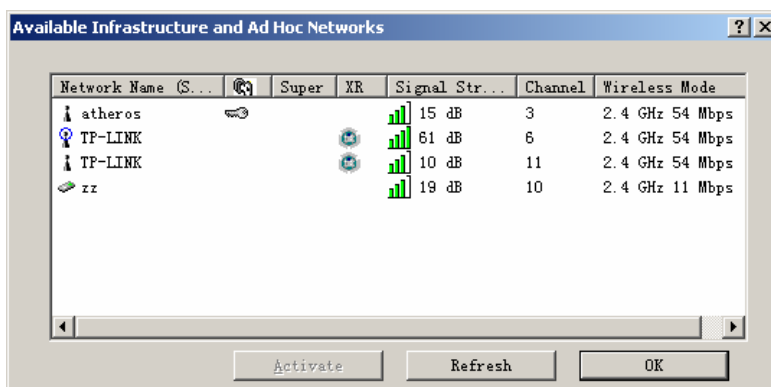 Available Infrastructure and Ad Hoc Networks
Network Name (S... Super XR Signal Str... Channel Wireless Mode
atheros 15 dB 3 2.4 GHz 54 Mbps
TP-LINK 61 dB 6 2.4 GHz 54 Mbps
TP-LINK 10 dB 11 2.4 GHz 54 Mbps
zz 19 dB 10 2.4 GHz 11 Mbps
Activate Refresh OK